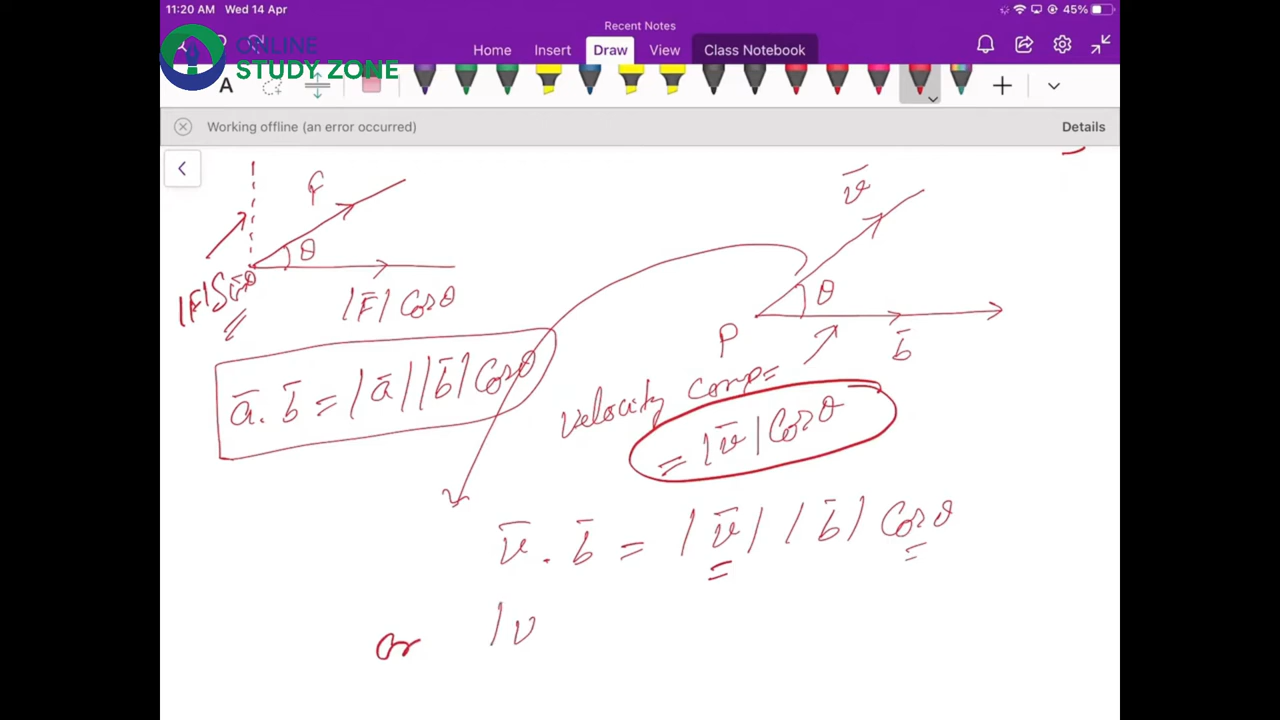 11:20 AM Wed 14 Apr
45%
Recent Notes
ONLINE
STUDY ZONE
Home Insert Draw View Class Notebook
A
Working offline (an error occurred)
Details
F
θ
|F|Sinθ
|F̄| Cosθ
v̄
θ
P
b̄
ā. b̄ = |ā| |b̄| Cosθ
velocity comp=
= |v̄| Cosθ
v̄ . b̄ = |v̄| |b̄| Cosθ
or |v